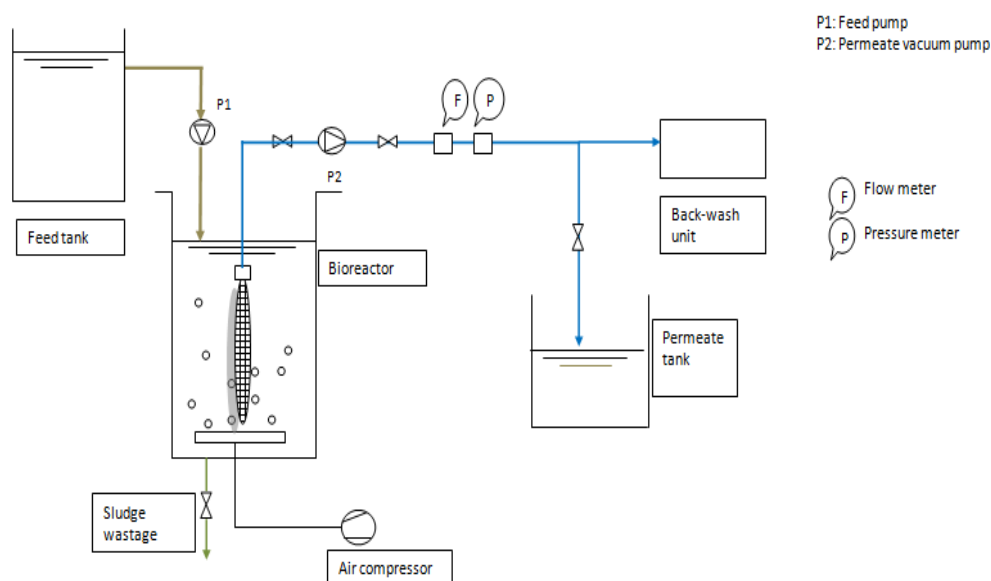 P1: Feed pump
P2: Permeate vacuum pump
P1
F
P
P2
Feed tank
Bioreactor
Back-wash
unit
F
Flow meter
P
Pressure meter
Permeate
tank
Sludge
wastage
Air compressor